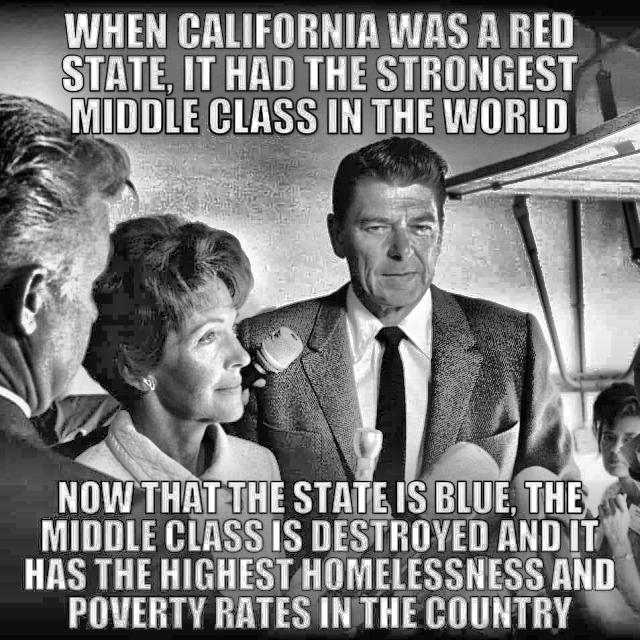 WHEN CALIFORNIA WAS A RED
STATE, IT HAD THE STRONGEST
MIDDLE CLASS IN THE WORLD
NOW THAT THE STATE IS BLUE, THE
MIDDLE CLASS IS DESTROYED AND IT
HAS THE HIGHEST HOMELESSNESS AND
POVERTY RATES IN THE COUNTRY